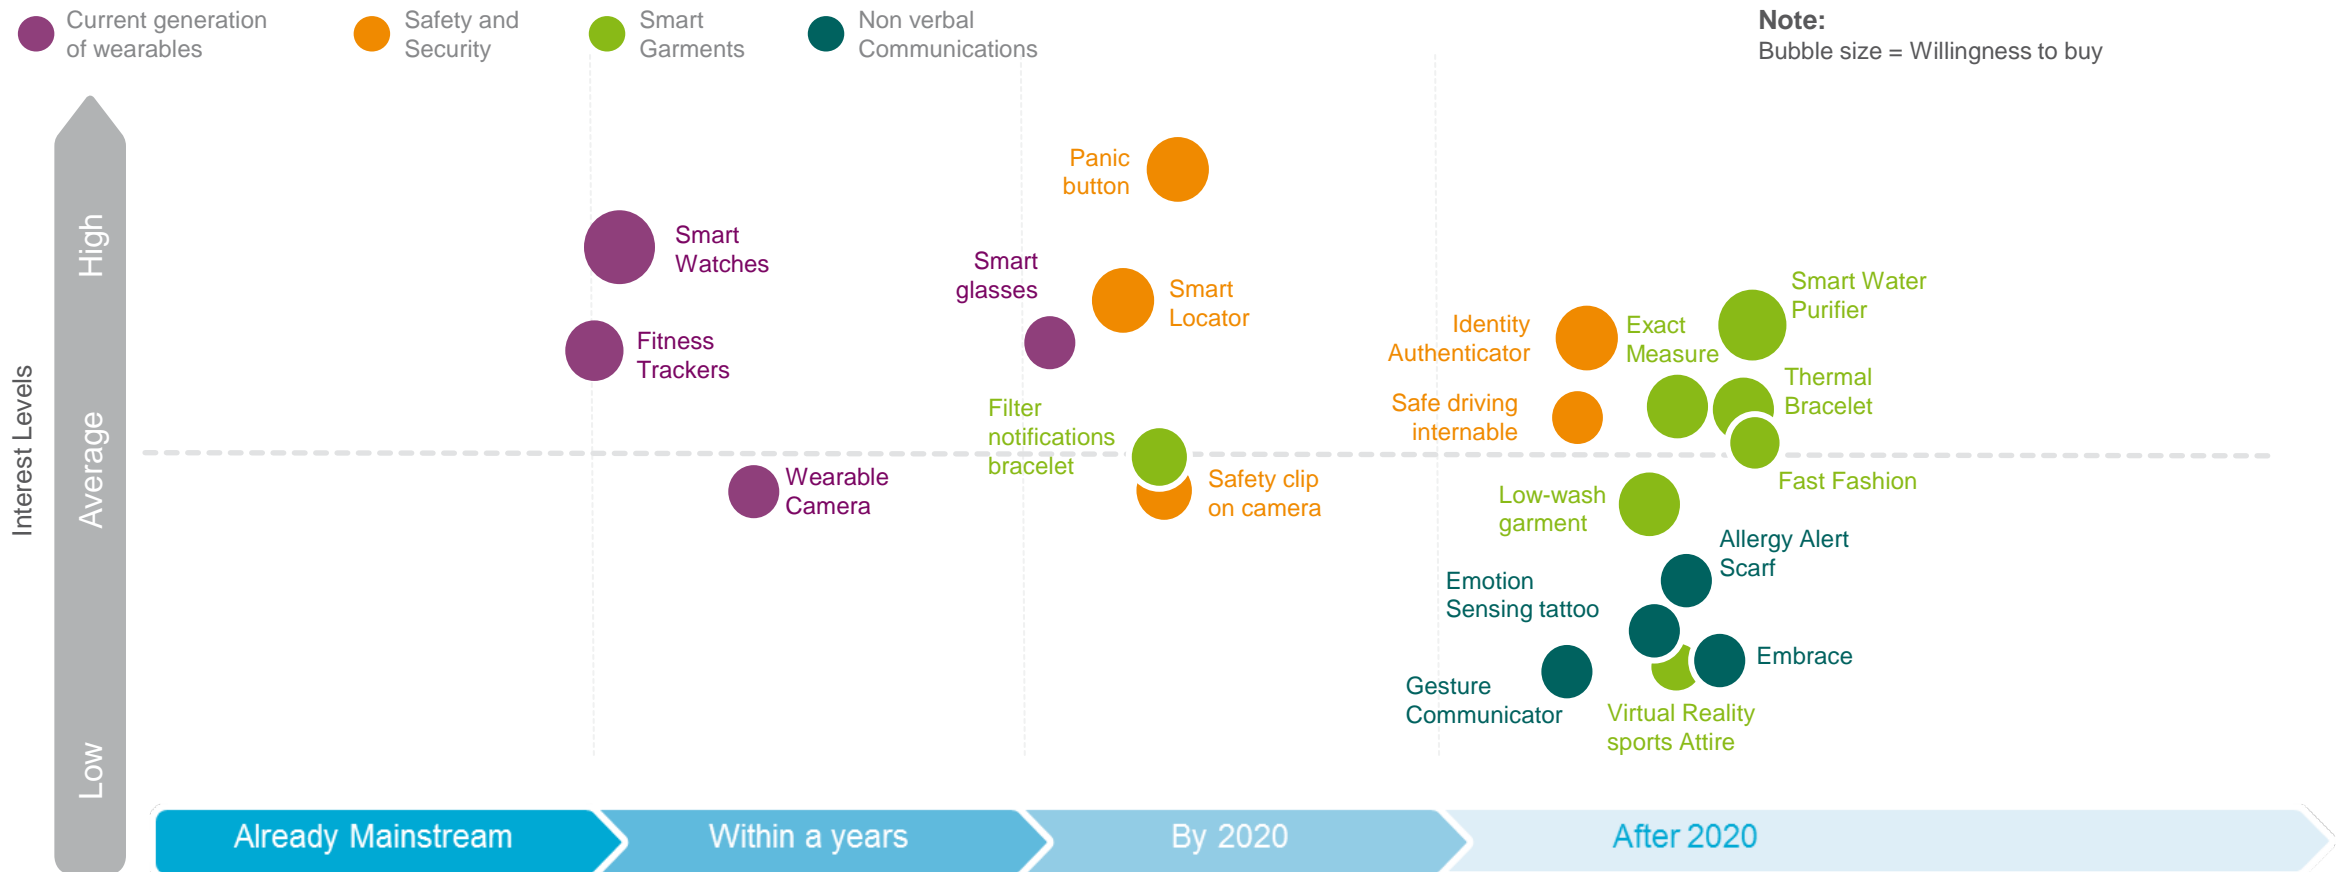 Current generation
of wearables
Safety and
Security
Smart
Garments
Non verbal
Communications
Note:
Bubble size = Willingness to buy
Interest Levels
High
Average
Low
Panic
button
Smart
Watches
Smart
glasses
Smart
Locator
Fitness
Trackers
Identity
Authenticator
Exact
Measure
Smart Water
Purifier
Thermal
Bracelet
Safe driving
internable
Filter
notifications
bracelet
Wearable
Camera
Safety clip
on camera
Fast Fashion
Low-wash
garment
Allergy Alert
Scarf
Emotion
Sensing tattoo
Embrace
Gesture
Communicator
Virtual Reality
sports Attire
Already Mainstream
Within a years
By 2020
After 2020